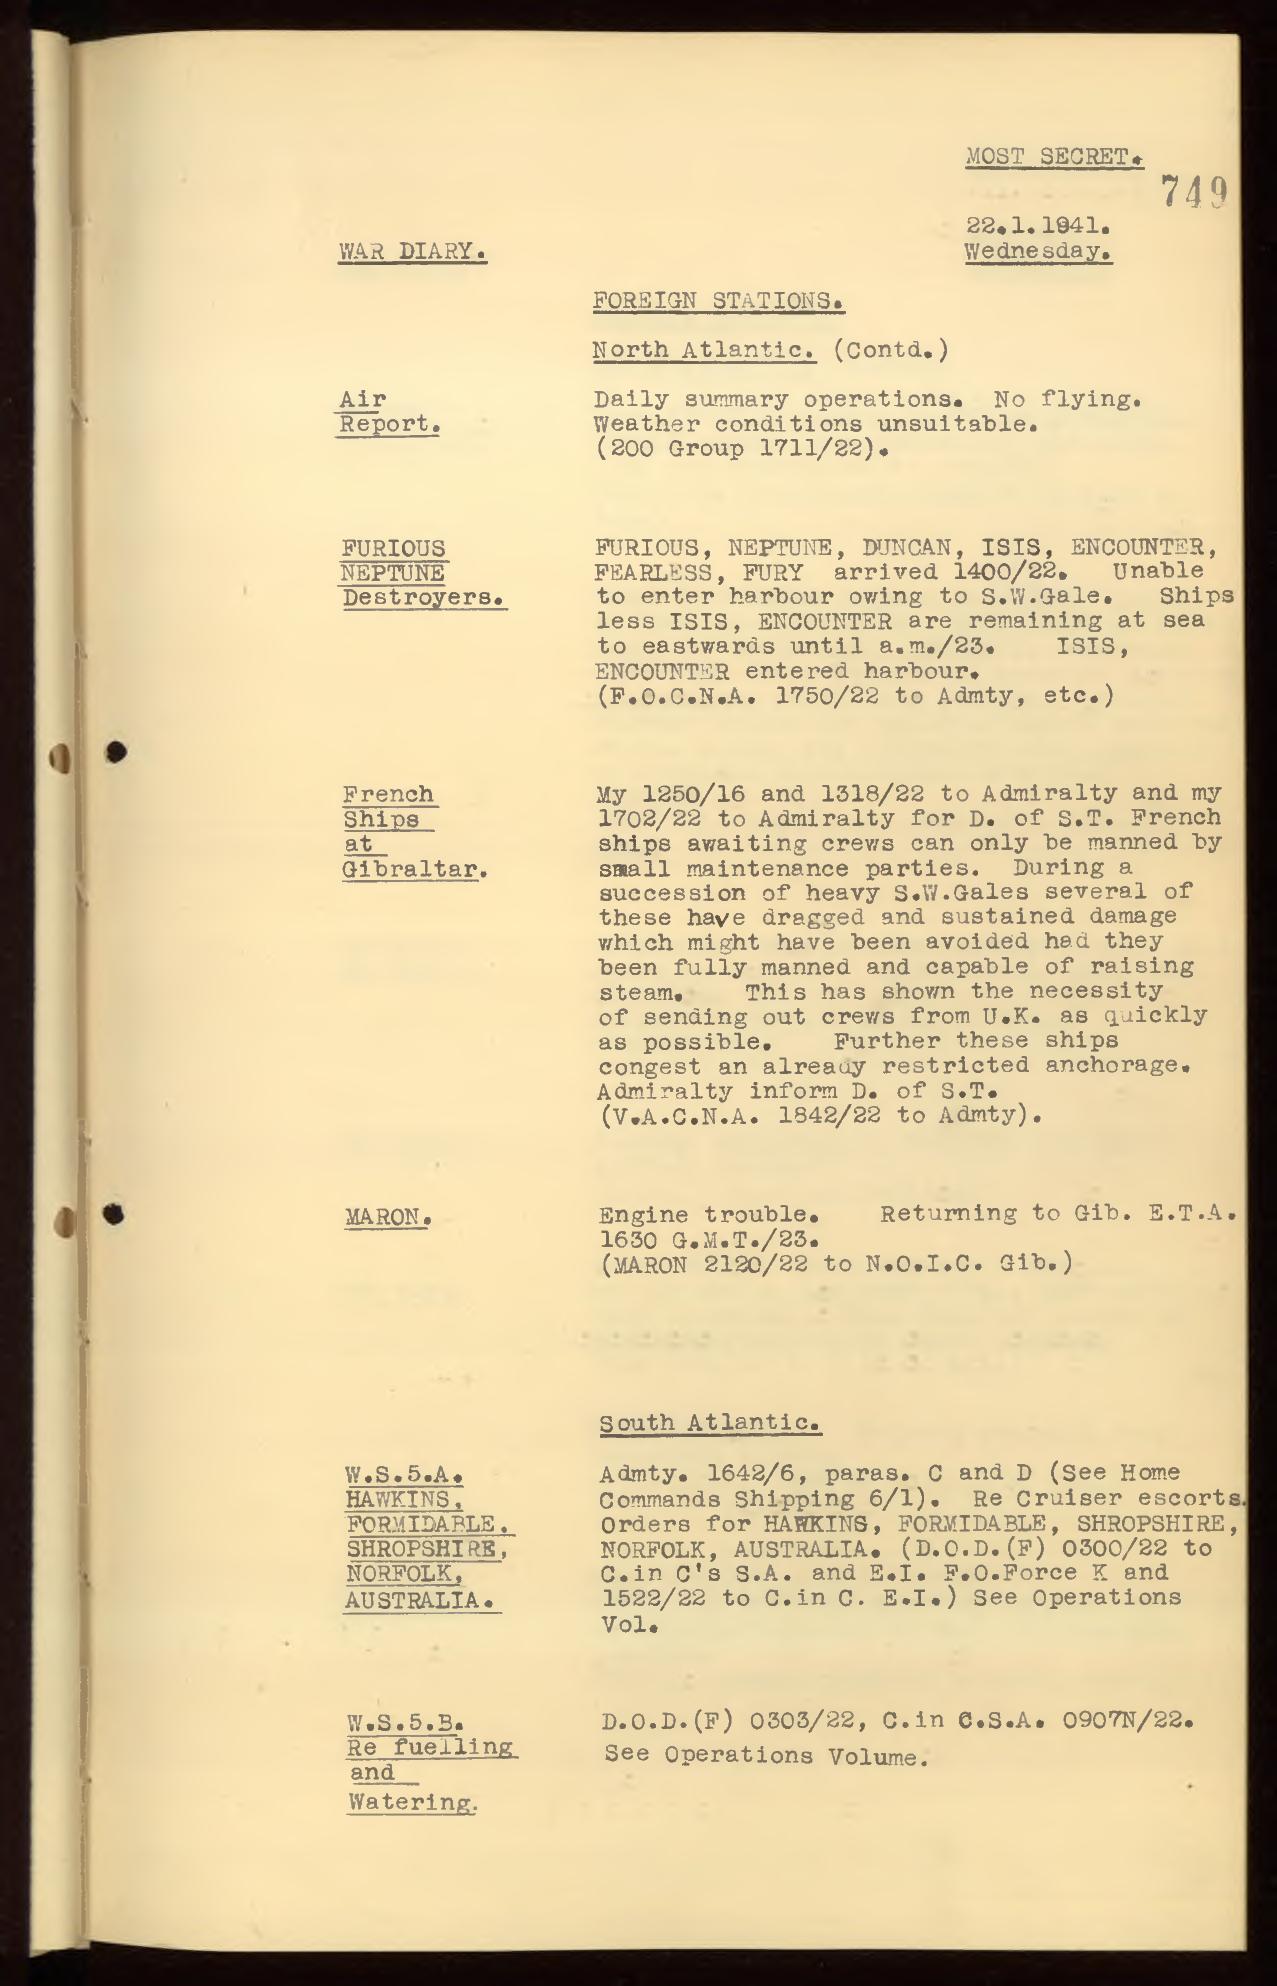 MOST SECRET.
749
22.1.1941.
WAR DIARY.
Wednesday.
FOREIGN STATIONS.
North Atlantic. (Contd.)
Air
Report.
Daily summary operations. No flying.
Weather conditions unsuitable.
(200 Group 1711/22).
FURIOUS
NEPTUNE
Destroyers.
FURIOUS, NEPTUNE, DUNCAN, ISIS, ENCOUNTER,
FEARLESS, FURY arrived 1400/22. Unable
to enter harbour owing to S.W.Gale. Ships
less ISIS, ENCOUNTER are remaining at sea
to eastwards until a.m./23. ISIS,
ENCOUNTER entered harbour.
(F.O.C.N.A. 1750/22 to Admty, etc.)
French
Ships
at
Gibraltar.
My 1250/16 and 1318/22 to Admiralty and my
1702/22 to Admiralty for D. of S.T. French
ships awaiting crews can only be manned by
small maintenance parties. During a
succession of heavy S.W.Gales several of
these have dragged and sustained damage
which might have been avoided had they
been fully manned and capable of raising
steam. This has shown the necessity
of sending out crews from U.K. as quickly
as possible. Further these ships
congest an already restricted anchorage.
Admiralty inform D. of S.T.
(V.A.C.N.A. 1842/22 to Admty).
MARON.
Engine trouble. Returning to Gib. E.T.A.
1630 G.M.T./23.
(MARON 2120/22 to N.O.I.C. Gib.)
South Atlantic.
W.S.5.A.
HAWKINS,
FORMIDABLE.
SHROPSHIRE,
NORFOLK,
AUSTRALIA.
Admty. 1642/6, paras. C and D (See Home
Commands Shipping 6/1). Re Cruiser escorts.
Orders for HAWKINS, FORMIDABLE, SHROPSHIRE,
NORFOLK, AUSTRALIA. (D.O.D.(F) 0300/22 to
C.in C's S.A. and E.I. F.O.Force K and
1522/22 to C.in C. E.I.) See Operations
Vol.
W.S.5.B.
Re fuelling
and
Watering.
D.O.D.(F) 0303/22, C.in C.S.A. 0907N/22.
See Operations Volume.